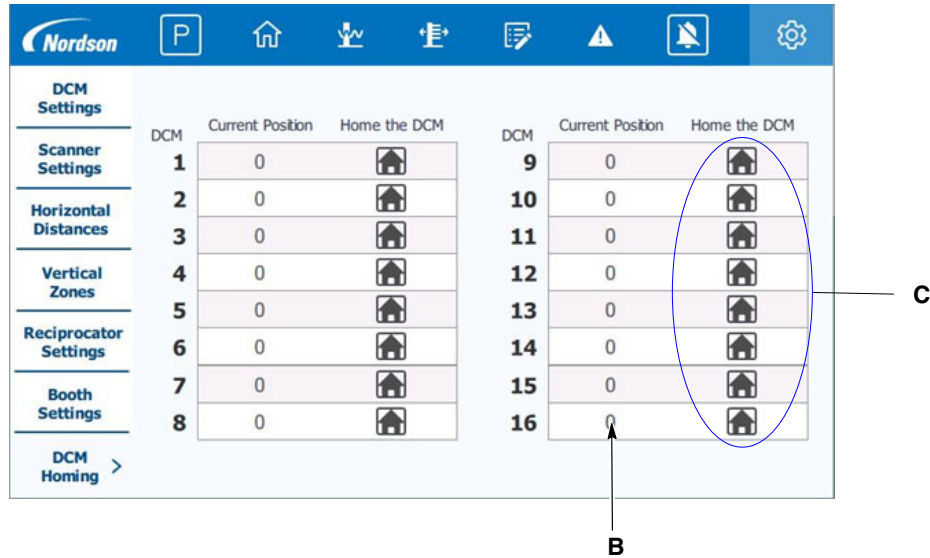 Nordson
P
DCM
Settings
Scanner
Settings
Horizontal
Distances
Vertical
Zones
Reciprocator
Settings
Booth
Settings
DCM
Homing >
DCM Current Position Home the DCM
1 0
2 0
3 0
4 0
5 0
6 0
7 0
8 0
DCM Current Position Home the DCM
9 0
10 0
11 0
12 0
13 0
14 0
15 0
16 0
C
B